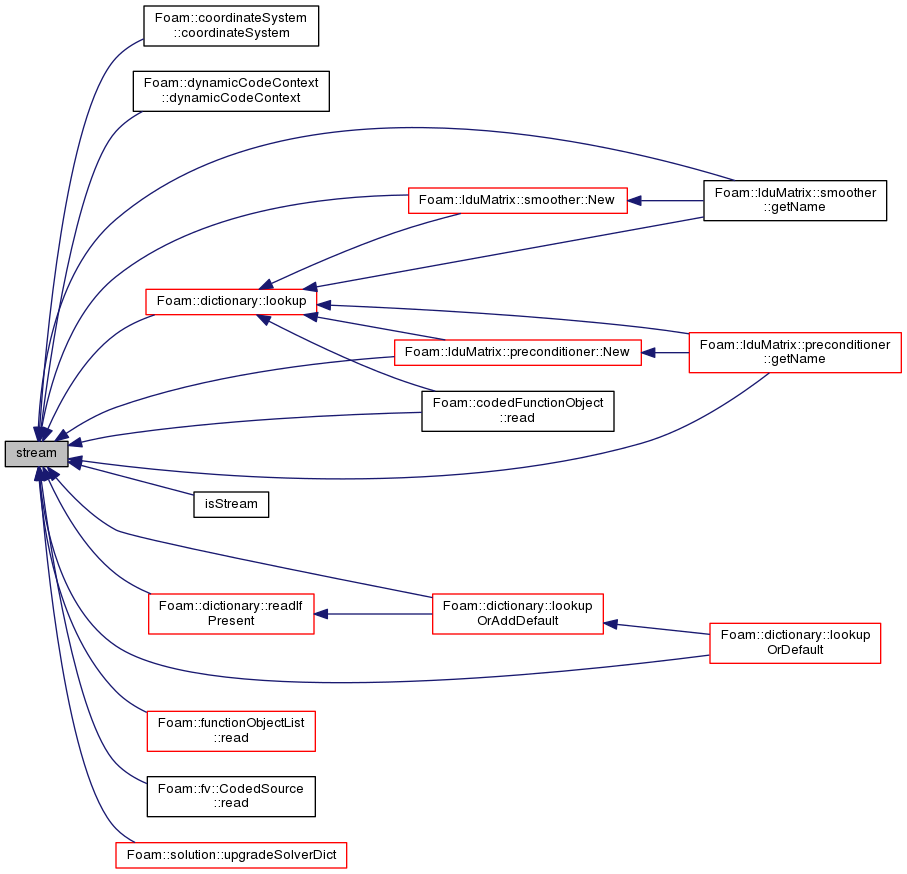 Foam::coordinateSystem
::coordinateSystem
Foam::dynamicCodeContext
::dynamicCodeContext
Foam::lduMatrix::smoother
::getName
Foam::lduMatrix::smoother::New
Foam::dictionary::lookup
Foam::lduMatrix::preconditioner::New
Foam::lduMatrix::preconditioner
::getName
Foam::codedFunctionObject
::read
stream
isStream
Foam::dictionary::readIf
Present
Foam::dictionary::lookup
OrAddDefault
Foam::dictionary::lookup
OrDefault
Foam::functionObjectList
::read
Foam::fv::CodedSource
::read
Foam::solution::upgradeSolverDict